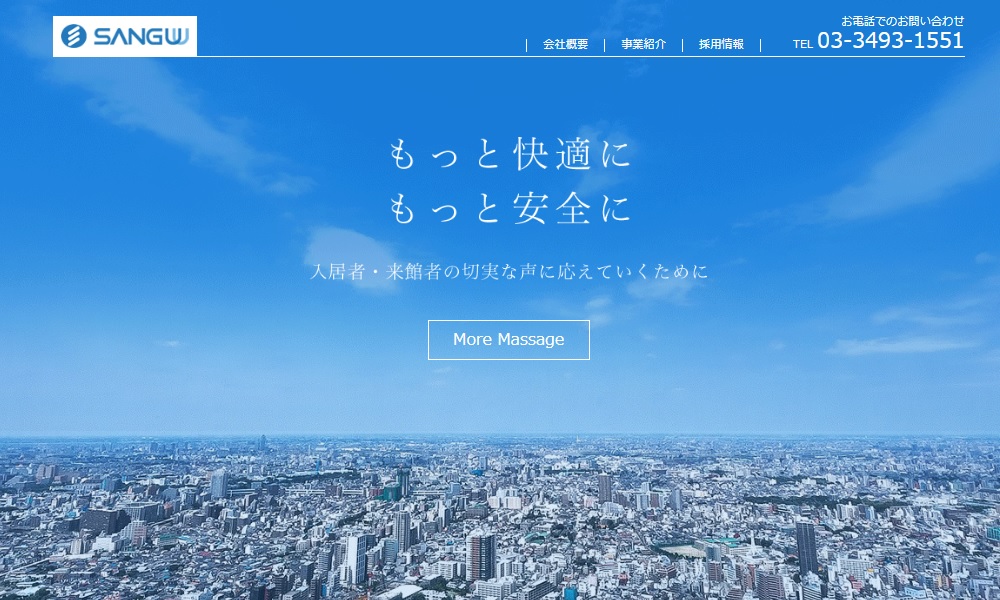 SANGW
会社概要
事業紹介
採用情報
お電話でのお問い合わせ
TEL 03-3493-1551
もっと快適に
もっと安全に
入居者・来館者の切実な声に応えていくために
More Massage